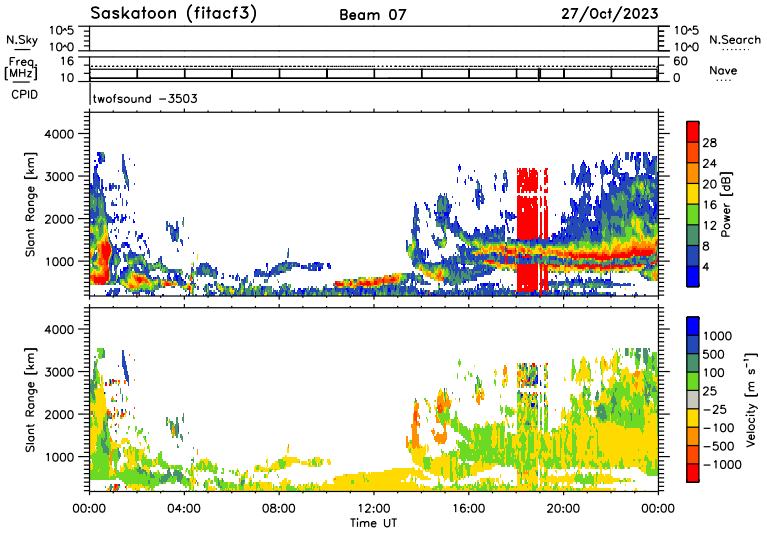 Saskatoon (fitacf3) Beam 07 27/Oct/2023
N.Sky 10^5 10^5 N.Search
10^0 10^0
Freq. 16 60 Nave
[MHz] 10 0
CPID twofsound -3503
Slant Range [km]
4000
3000
2000
1000
28
24
20
16
12
8
4
Power [dB]
Slant Range [km]
4000
3000
2000
1000
1000
500
100
25
-25
-100
-500
-1000
Velocity [m s⁻¹]
00:00 04:00 08:00 12:00 16:00 20:00 00:00
Time UT